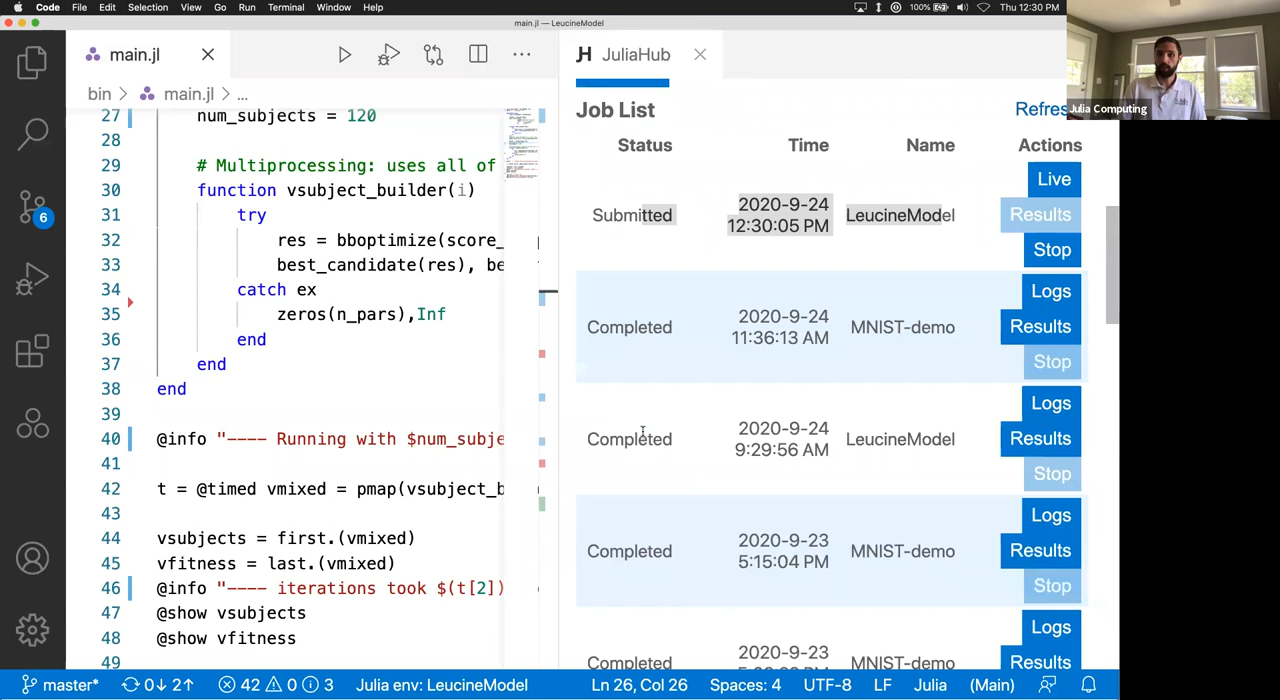 Code File Edit Selection View Go Run Terminal Window Help 100% Thu 12:30 PM
main.jl — LeucineModel
main.jl
bin main.jl ...
27 num_subjects = 120
28
29 # Multiprocessing: uses all of
30 function vsubject_builder(i)
31 try
32 res = bboptimize(score_
33 best_candidate(res), be
34 catch ex
35 zeros(n_pars),Inf
36 end
37 end
38 end
39
40 @info "---- Running with $num_subje
41
42 t = @timed vmixed = pmap(vsubject_b
43
44 vsubjects = first.(vmixed)
45 vfitness = last.(vmixed)
46 @info "---- iterations took $(t[2])
47 @show vsubjects
48 @show vfitness
49
JuliaHub
Job List Refres
Status Time Name Actions
Submitted 2020-9-24 12:30:05 PM LeucineModel Live Results Stop
Completed 2020-9-24 11:36:13 AM MNIST-demo Logs Results Stop
Completed 2020-9-24 9:29:56 AM LeucineModel Logs Results Stop
Completed 2020-9-23 5:15:04 PM MNIST-demo Logs Results Stop
Completed 2020-9-23 MNIST-demo Logs Results
Julia Computing
6
master* 0↓ 2↑ 42 0 3 Julia env: LeucineModel Ln 26, Col 26 Spaces: 4 UTF-8 LF Julia (Main)